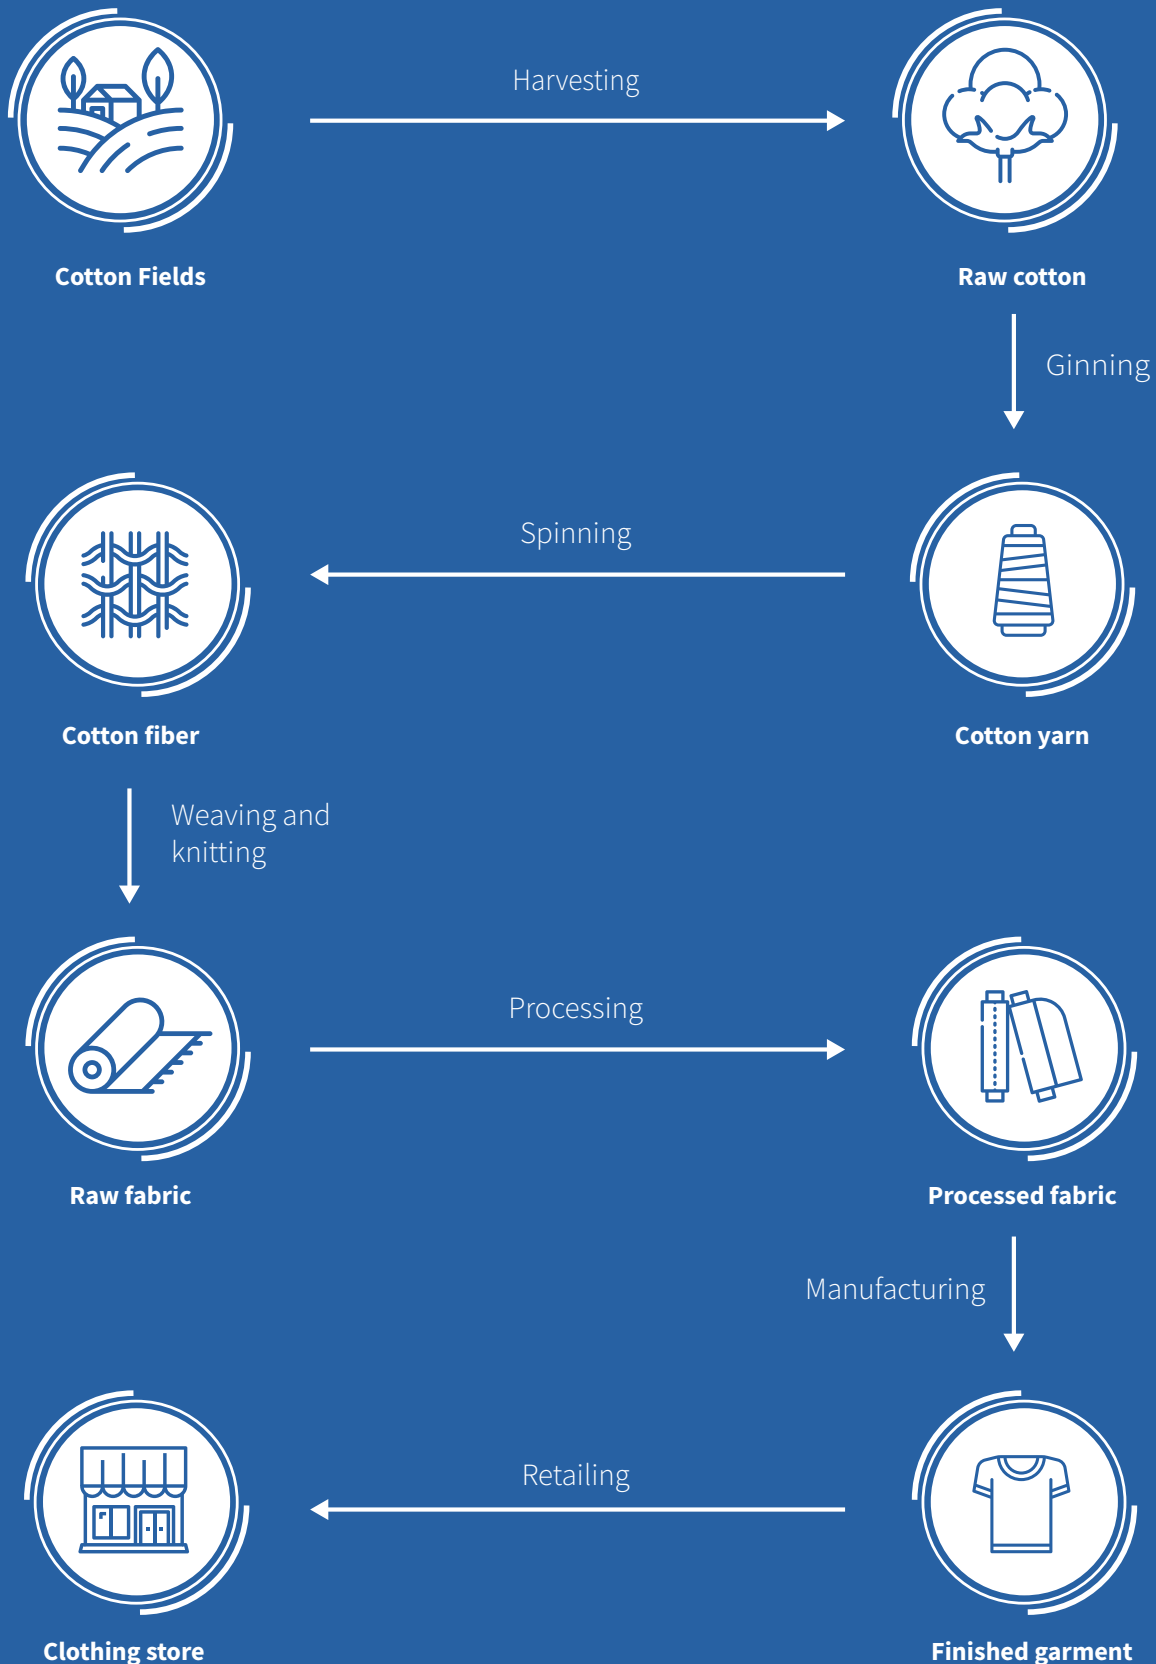 Harvesting
Cotton Fields
Raw cotton
Ginning
Spinning
Cotton fiber
Cotton yarn
Weaving and
knitting
Processing
Raw fabric
Processed fabric
Manufacturing
Retailing
Clothing store
Finished garment